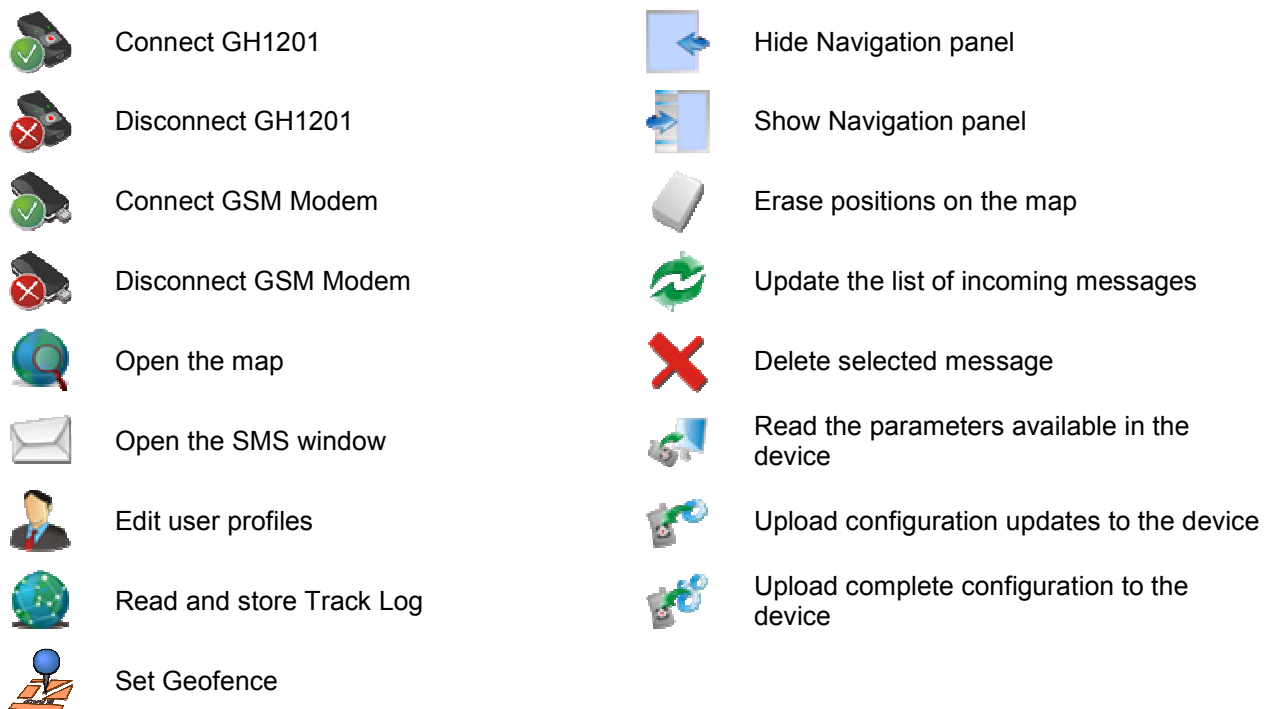 Connect GH1201
Disconnect GH1201
Connect GSM Modem
Disconnect GSM Modem
Open the map
Open the SMS window
Edit user profiles
Read and store Track Log
Set Geofence
Hide Navigation panel
Show Navigation panel
Erase positions on the map
Update the list of incoming messages
Delete selected message
Read the parameters available in the
device
Upload configuration updates to the device
Upload complete configuration to the
device